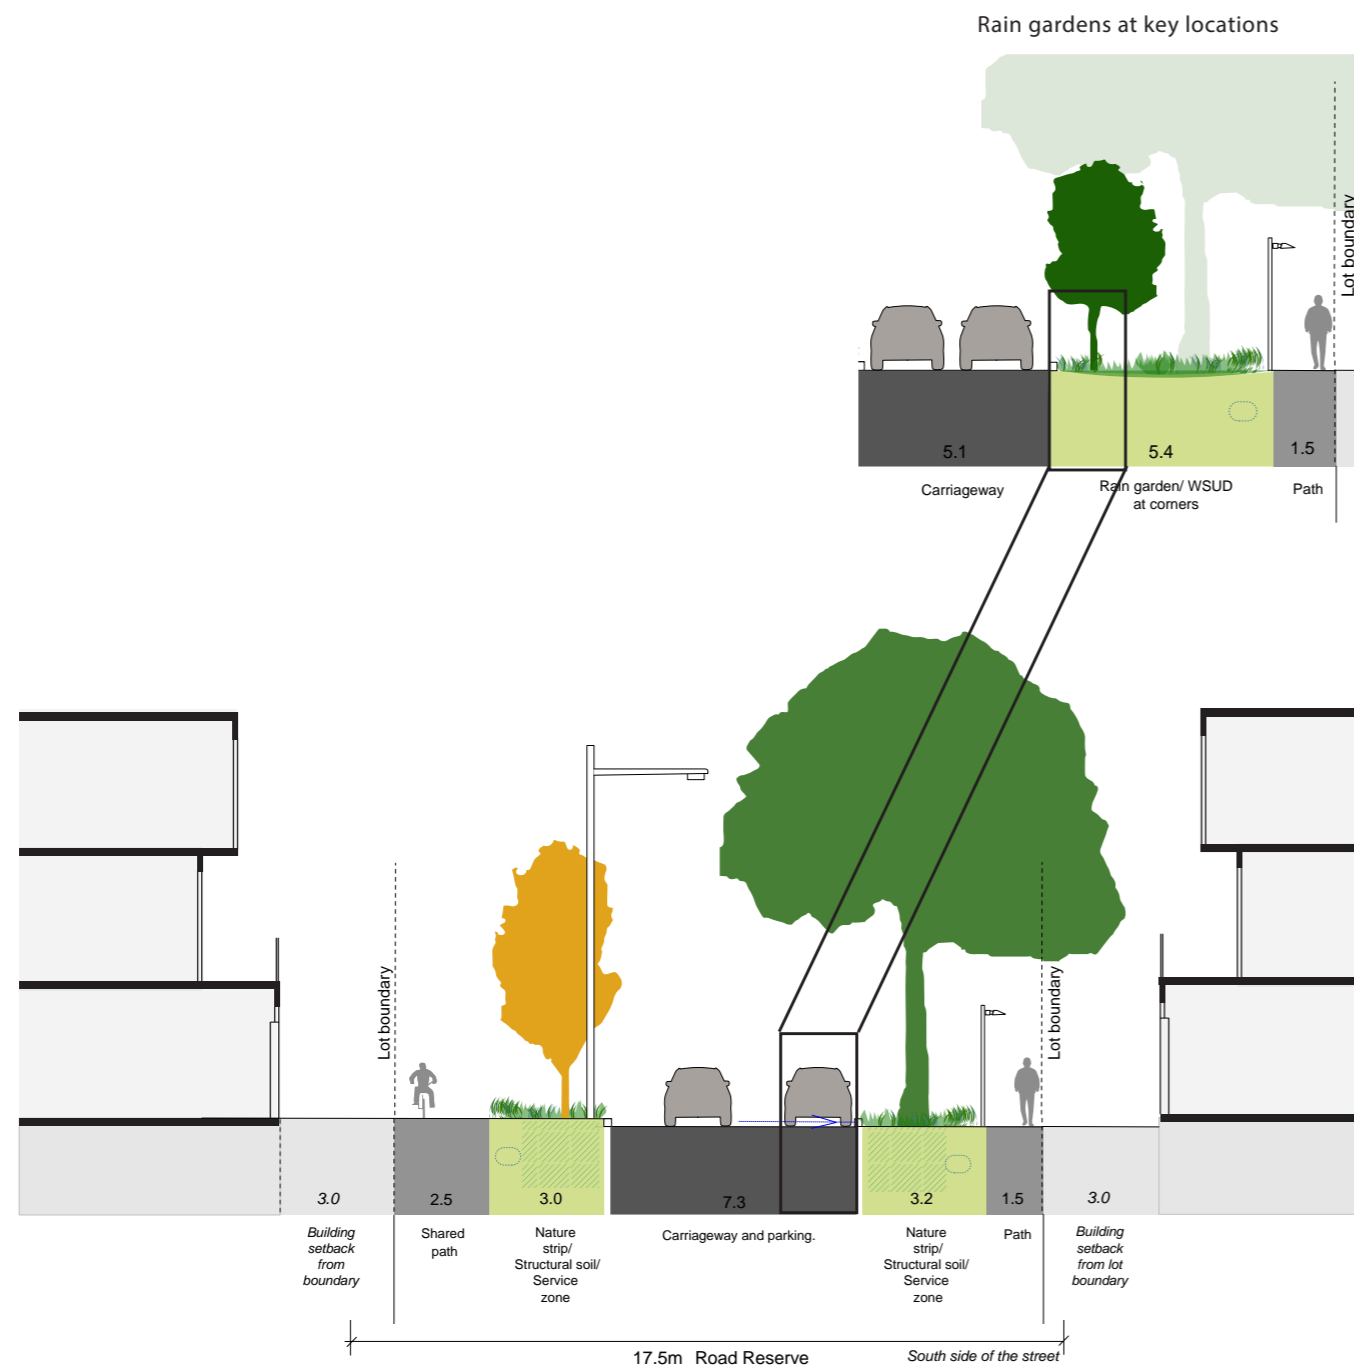 Rain gardens at key locations
Lot boundary
5.1
5.4
1.5
Carriageway
Rain garden/ WSUD
at corners
Path
Lot boundary
Lot boundary
3.0
2.5
3.0
7.3
3.2
1.5
3.0
Building
setback
from
boundary
Shared
path
Nature
strip/
Structural soil/
Service
zone
Carriageway and parking.
Nature
strip/
Structural soil/
Service
zone
Path
Building
setback
from lot
boundary
17.5m Road Reserve
South side of the street